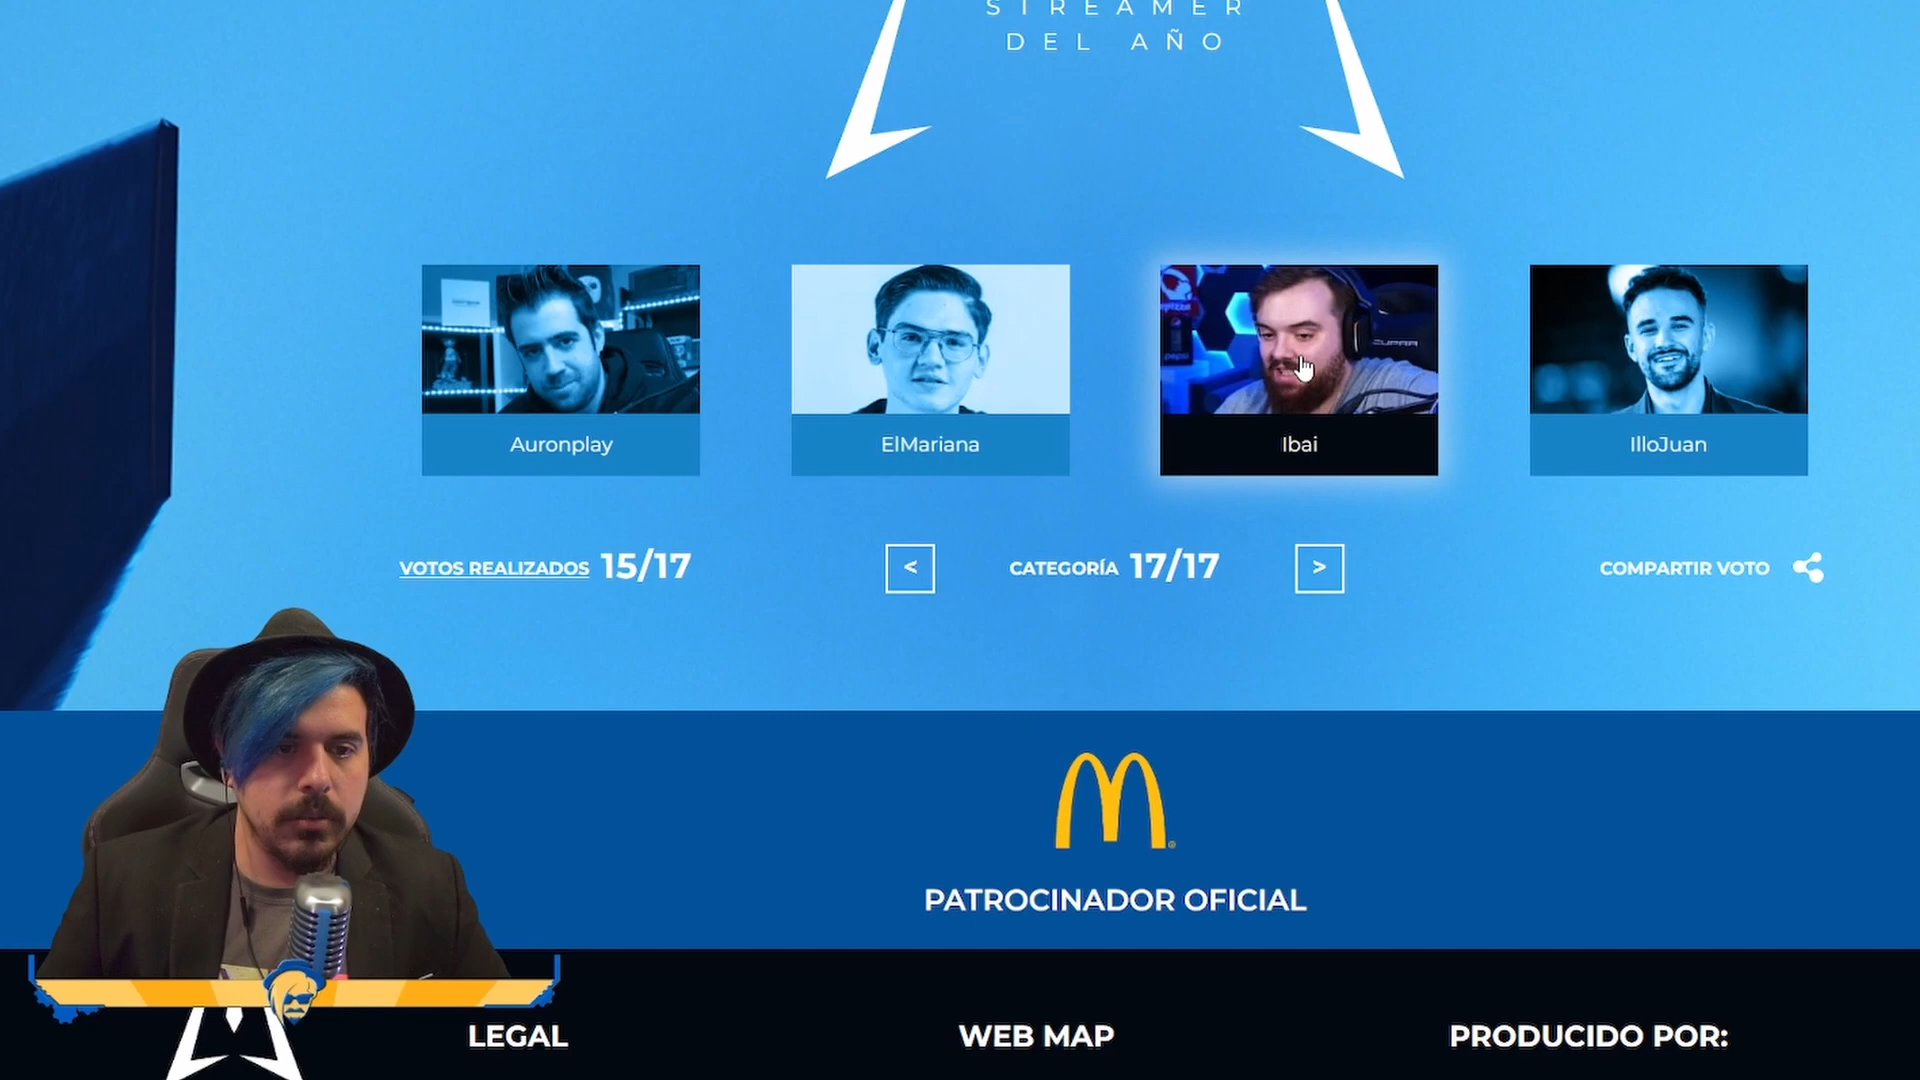 STREAMER
DEL AÑO
Auronplay
ElMariana
Ibai
IlloJuan
VOTOS REALIZADOS 15/17
<
CATEGORÍA 17/17
>
COMPARTIR VOTO
PATROCINADOR OFICIAL
LEGAL
WEB MAP
PRODUCIDO POR: